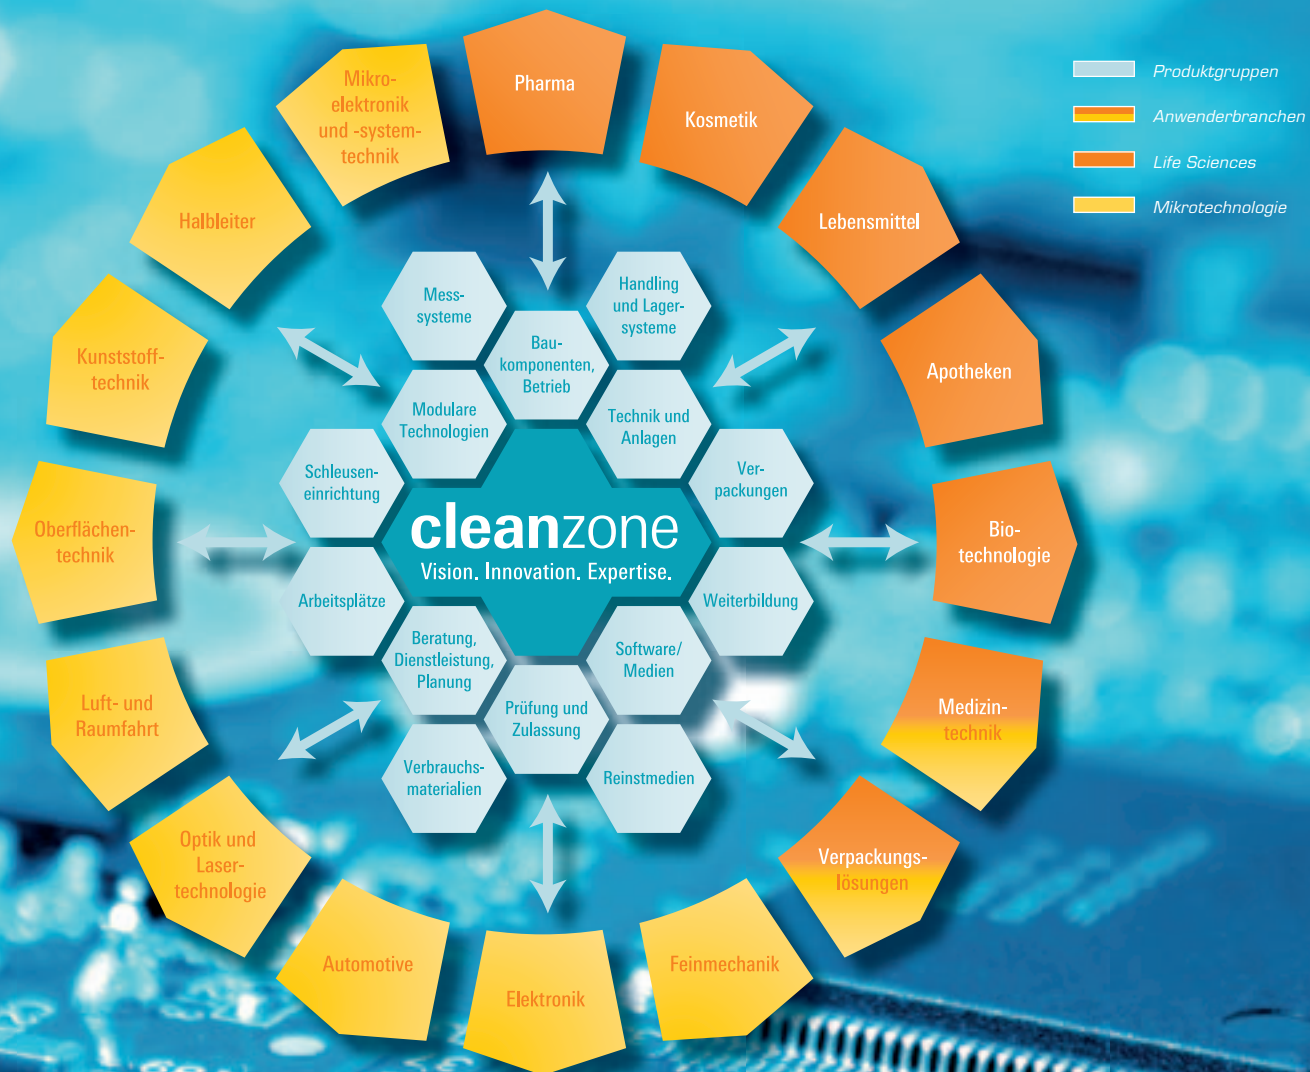 Pharma
Kosmetik
Lebensmittel
Apotheken
Bio-
technologie
Medizin-
technik
Verpackungs-
lösungen
Feinmechanik
Elektronik
Automotive
Optik und
Laser-
technologie
Luft- und
Raumfahrt
Oberflächen-
technik
Kunststoff-
technik
Halbleiter
Mikro-
elektronik
und -system-
technik
Produktgruppen
Anwenderbranchen
Life Sciences
Mikrotechnologie
Mess-
systeme
Handling
und Lager-
systeme
Bau-
komponenten,
Betrieb
Modulare
Technologien
Technik und
Anlagen
Schleusen-
einrichtung
Ver-
packungen
cleanzone
Vision. Innovation. Expertise.
Arbeitsplätze
Weiterbildung
Beratung,
Dienstleistung,
Planung
Software/
Medien
Prüfung und
Zulassung
Verbrauchs-
materialien
Reinstmedien